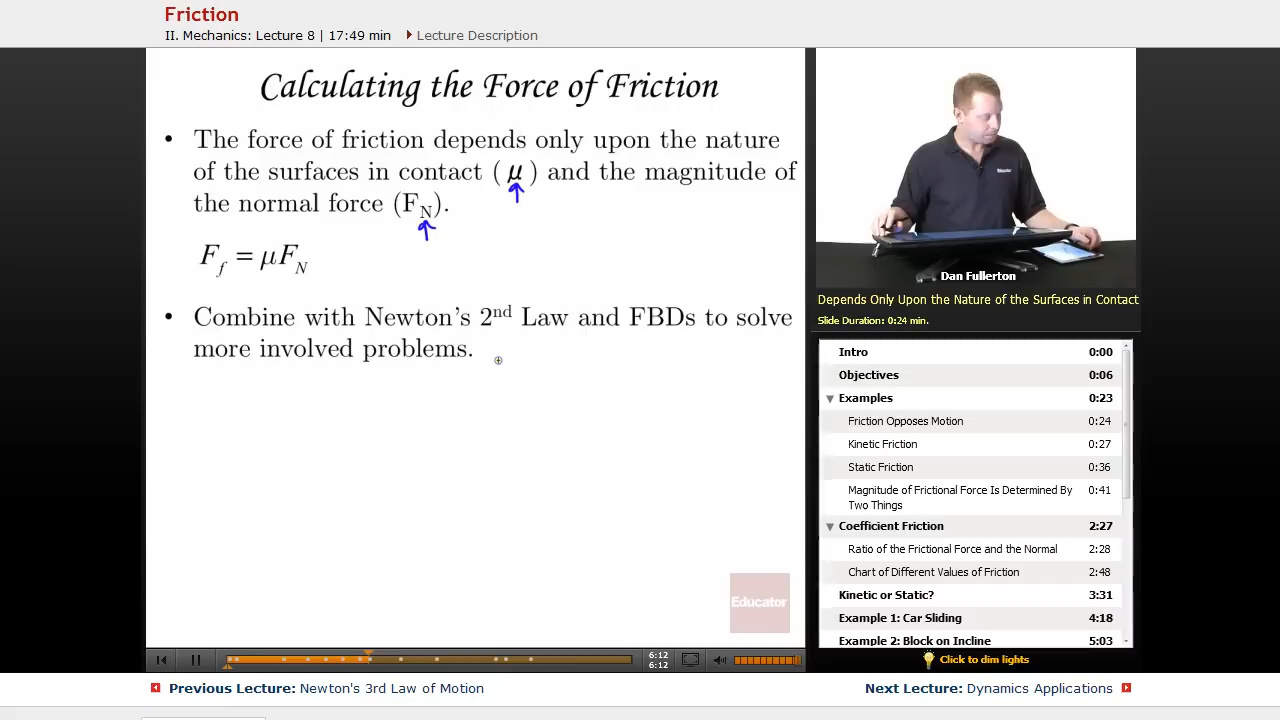 Friction
II. Mechanics: Lecture 8 | 17:49 min
Lecture Description
Calculating the Force of Friction
• The force of friction depends only upon the nature
of the surfaces in contact ( μ ) and the magnitude of
the normal force (F_N).
F_f = μF_N
• Combine with Newton's 2nd Law and FBDs to solve
more involved problems.
Educator
6:12
6:12
Dan Fullerton
Depends Only Upon the Nature of the Surfaces in Contact
Slide Duration: 0:24 min.
Intro 0:00
Objectives 0:06
Examples 0:23
Friction Opposes Motion 0:24
Kinetic Friction 0:27
Static Friction 0:36
Magnitude of Frictional Force Is Determined By 0:41
Two Things
Coefficient Friction 2:27
Ratio of the Frictional Force and the Normal 2:28
Chart of Different Values of Friction 2:48
Kinetic or Static? 3:31
Example 1: Car Sliding 4:18
Example 2: Block on Incline 5:03
Click to dim lights
Previous Lecture: Newton's 3rd Law of Motion
Next Lecture: Dynamics Applications